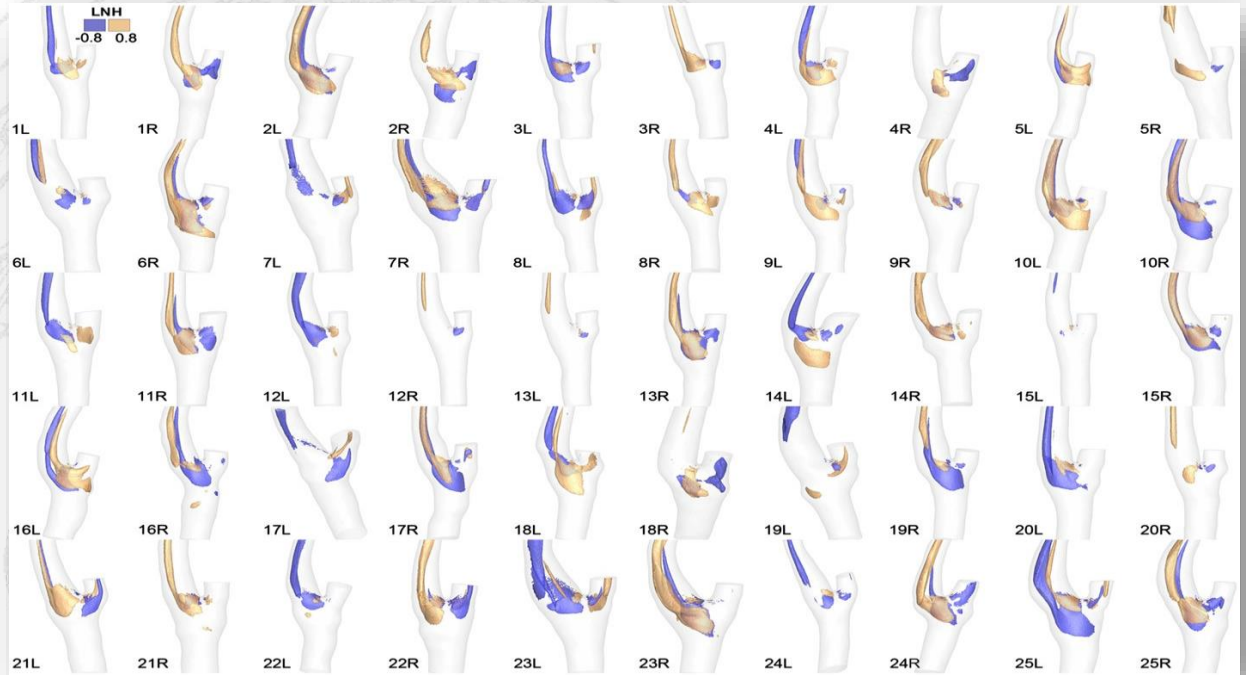 LNH
-0.8 0.8
1L 1R 2L 2R 3L 3R 4L 4R 5L 5R
6L 6R 7L 7R 8L 8R 9L 9R 10L 10R
11L 11R 12L 12R 13L 13R 14L 14R 15L 15R
16L 16R 17L 17R 18L 18R 19L 19R 20L 20R
21L 21R 22L 22R 23L 23R 24L 24R 25L 25R